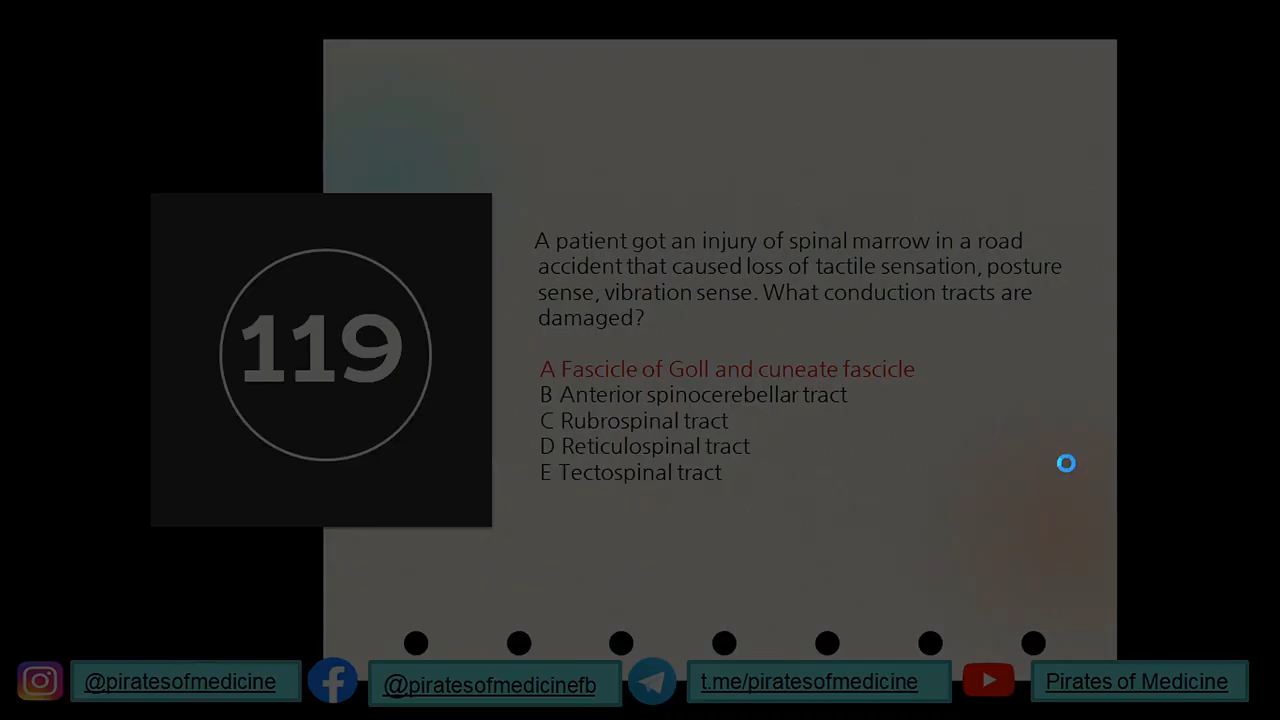 119
A patient got an injury of spinal marrow in a road
accident that caused loss of tactile sensation, posture
sense, vibration sense. What conduction tracts are
damaged?
A Fascicle of Goll and cuneate fascicle
B Anterior spinocerebellar tract
C Rubrospinal tract
D Reticulospinal tract
E Tectospinal tract
@piratesofmedicine
@piratesofmedicinefb
t.me/piratesofmedicine
Pirates of Medicine